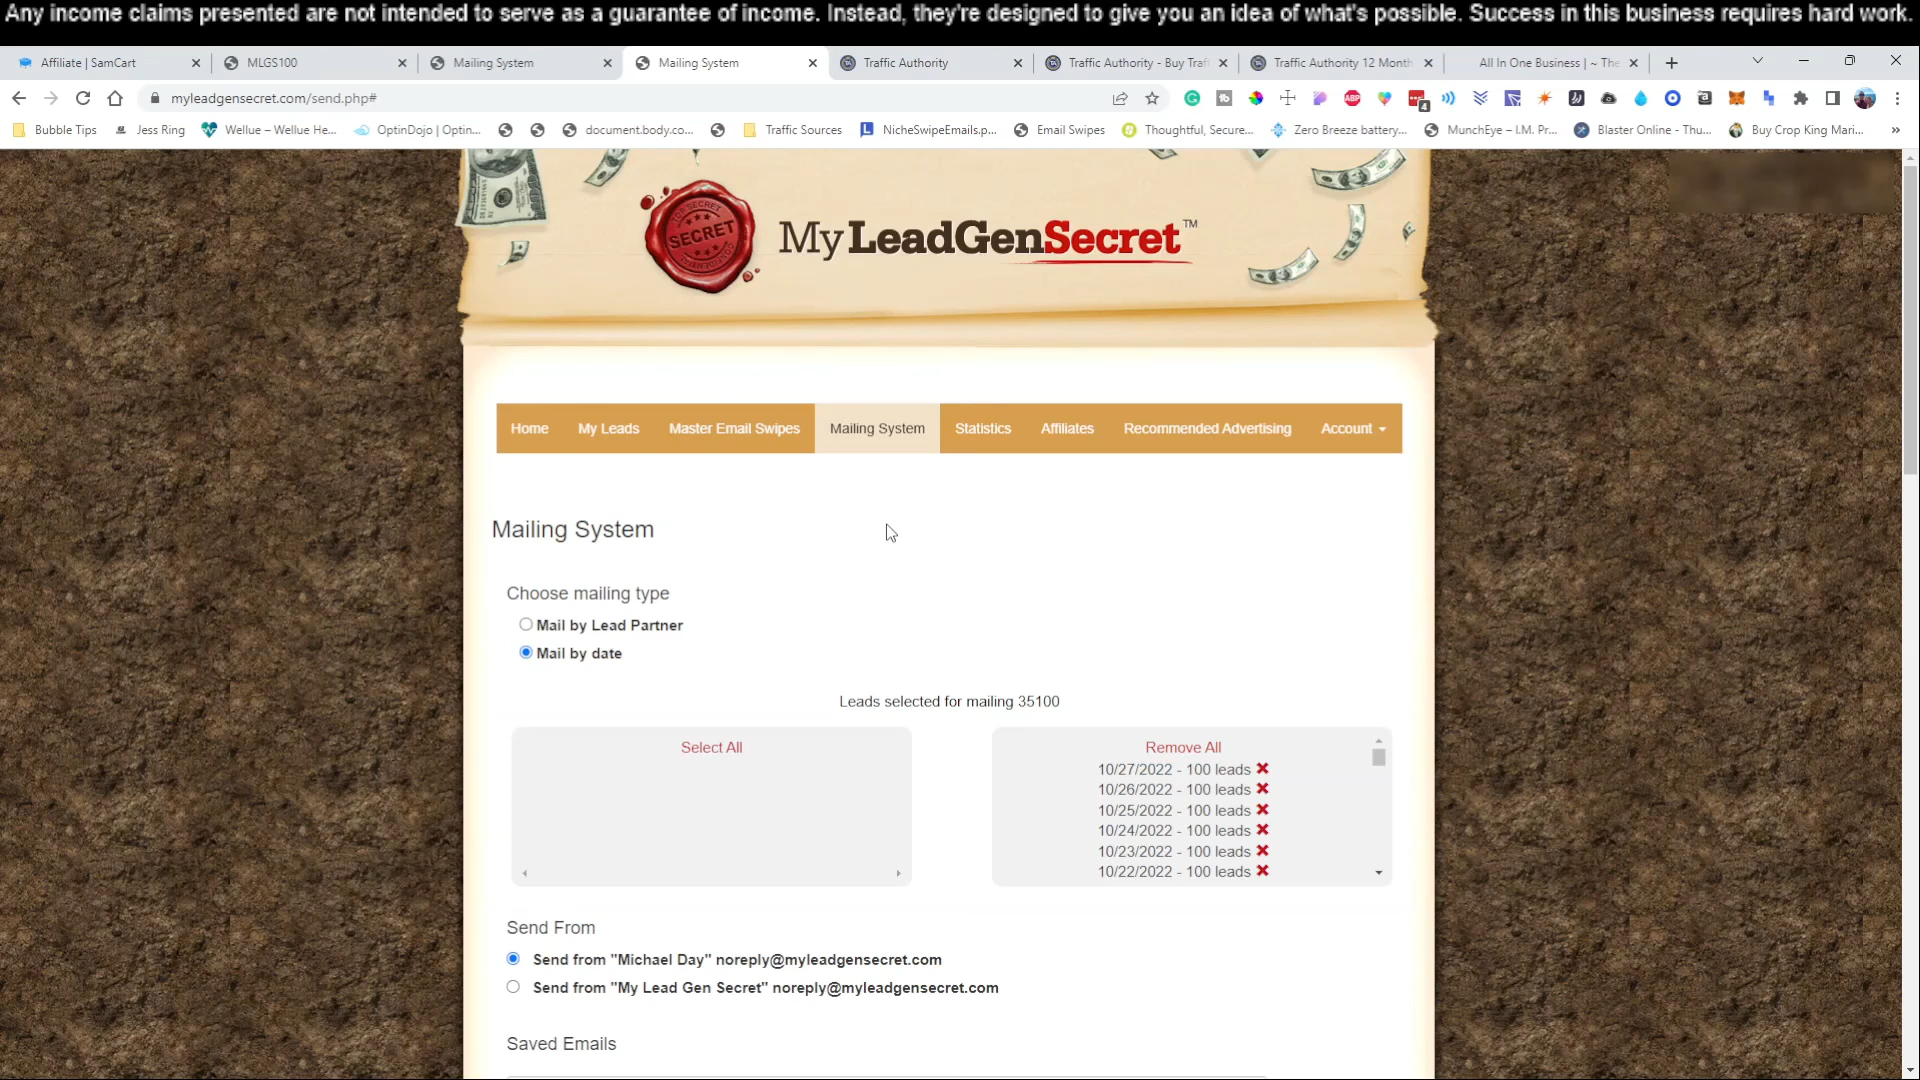 Any income claims presented are not intended to serve as a guarantee of income. Instead, they're designed to give you an idea of what's possible. Success in this business requires hard work.
Affiliate | SamCart
MLGS100
Mailing System
Mailing System
Traffic Authority
Traffic Authority - Buy Traf
Traffic Authority 12 Month
All In One Business | ~ The
myleadgensecret.com/send.php#
4
Bubble Tips
Jess Ring
Wellue – Wellue He...
OptinDojo | Optin...
document.body.co...
Traffic Sources
NicheSwipeEmails.p...
Email Swipes
Thoughtful, Secure...
Zero Breeze battery...
MunchEye – I.M. Pr...
Blaster Online - Thu...
Buy Crop King Mari...
TOP SECRET
SECRET
MyLeadGenSecret™
Home
My Leads
Master Email Swipes
Mailing System
Statistics
Affiliates
Recommended Advertising
Account
Mailing System
Choose mailing type
Mail by Lead Partner
Mail by date
Leads selected for mailing 35100
Select All
Remove All
10/27/2022 - 100 leads
10/26/2022 - 100 leads
10/25/2022 - 100 leads
10/24/2022 - 100 leads
10/23/2022 - 100 leads
10/22/2022 - 100 leads
Send From
Send from "Michael Day" noreply@myleadgensecret.com
Send from "My Lead Gen Secret" noreply@myleadgensecret.com
Saved Emails